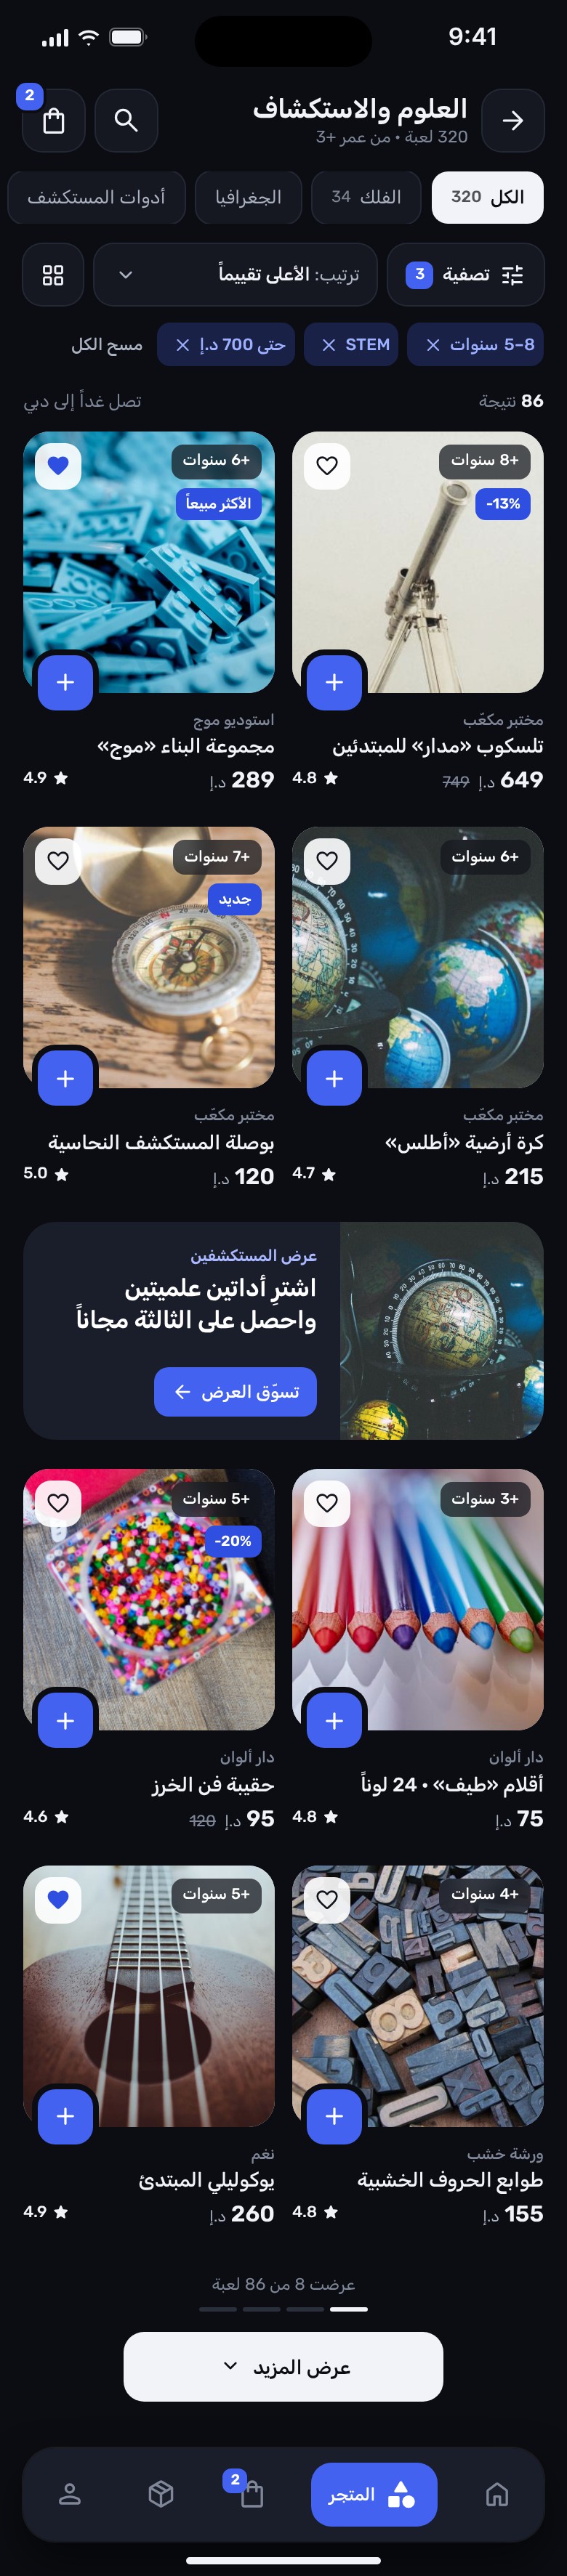 9:41
العلوم والاستكشاف
320 لعبة • من عمر 3+
2
الكل 320
الفلك 34
الجغرافيا
أدوات المستكشف
تصفية 3
ترتيب: الأعلى تقييماً
5–8 سنوات
STEM
حتى 700 د.إ
مسح الكل
86 نتيجة
تصل غداً إلى دبي
+8 سنوات
-13%
مختبر مكعّب
تلسكوب «مدار» للمبتدئين
649 د.إ 749
4.8
+6 سنوات
الأكثر مبيعاً
استوديو موج
مجموعة البناء «موج»
289 د.إ
4.9
+6 سنوات
مختبر مكعّب
كرة أرضية «أطلس»
215 د.إ
4.7
+7 سنوات
جديد
مختبر مكعّب
بوصلة المستكشف النحاسية
120 د.إ
5.0
عرض المستكشفين
اشترِ أداتين علميتين
واحصل على الثالثة مجاناً
تسوّق العرض
+3 سنوات
دار ألوان
أقلام «طيف» • 24 لوناً
75 د.إ
4.8
+5 سنوات
-20%
دار ألوان
حقيبة فن الخرز
95 د.إ 120
4.6
+4 سنوات
ورشة خشب
طوابع الحروف الخشبية
155 د.إ
4.8
+5 سنوات
نغم
يوكوليلي المبتدئ
260 د.إ
4.9
عرضت 8 من 86 لعبة
عرض المزيد
المتجر
2